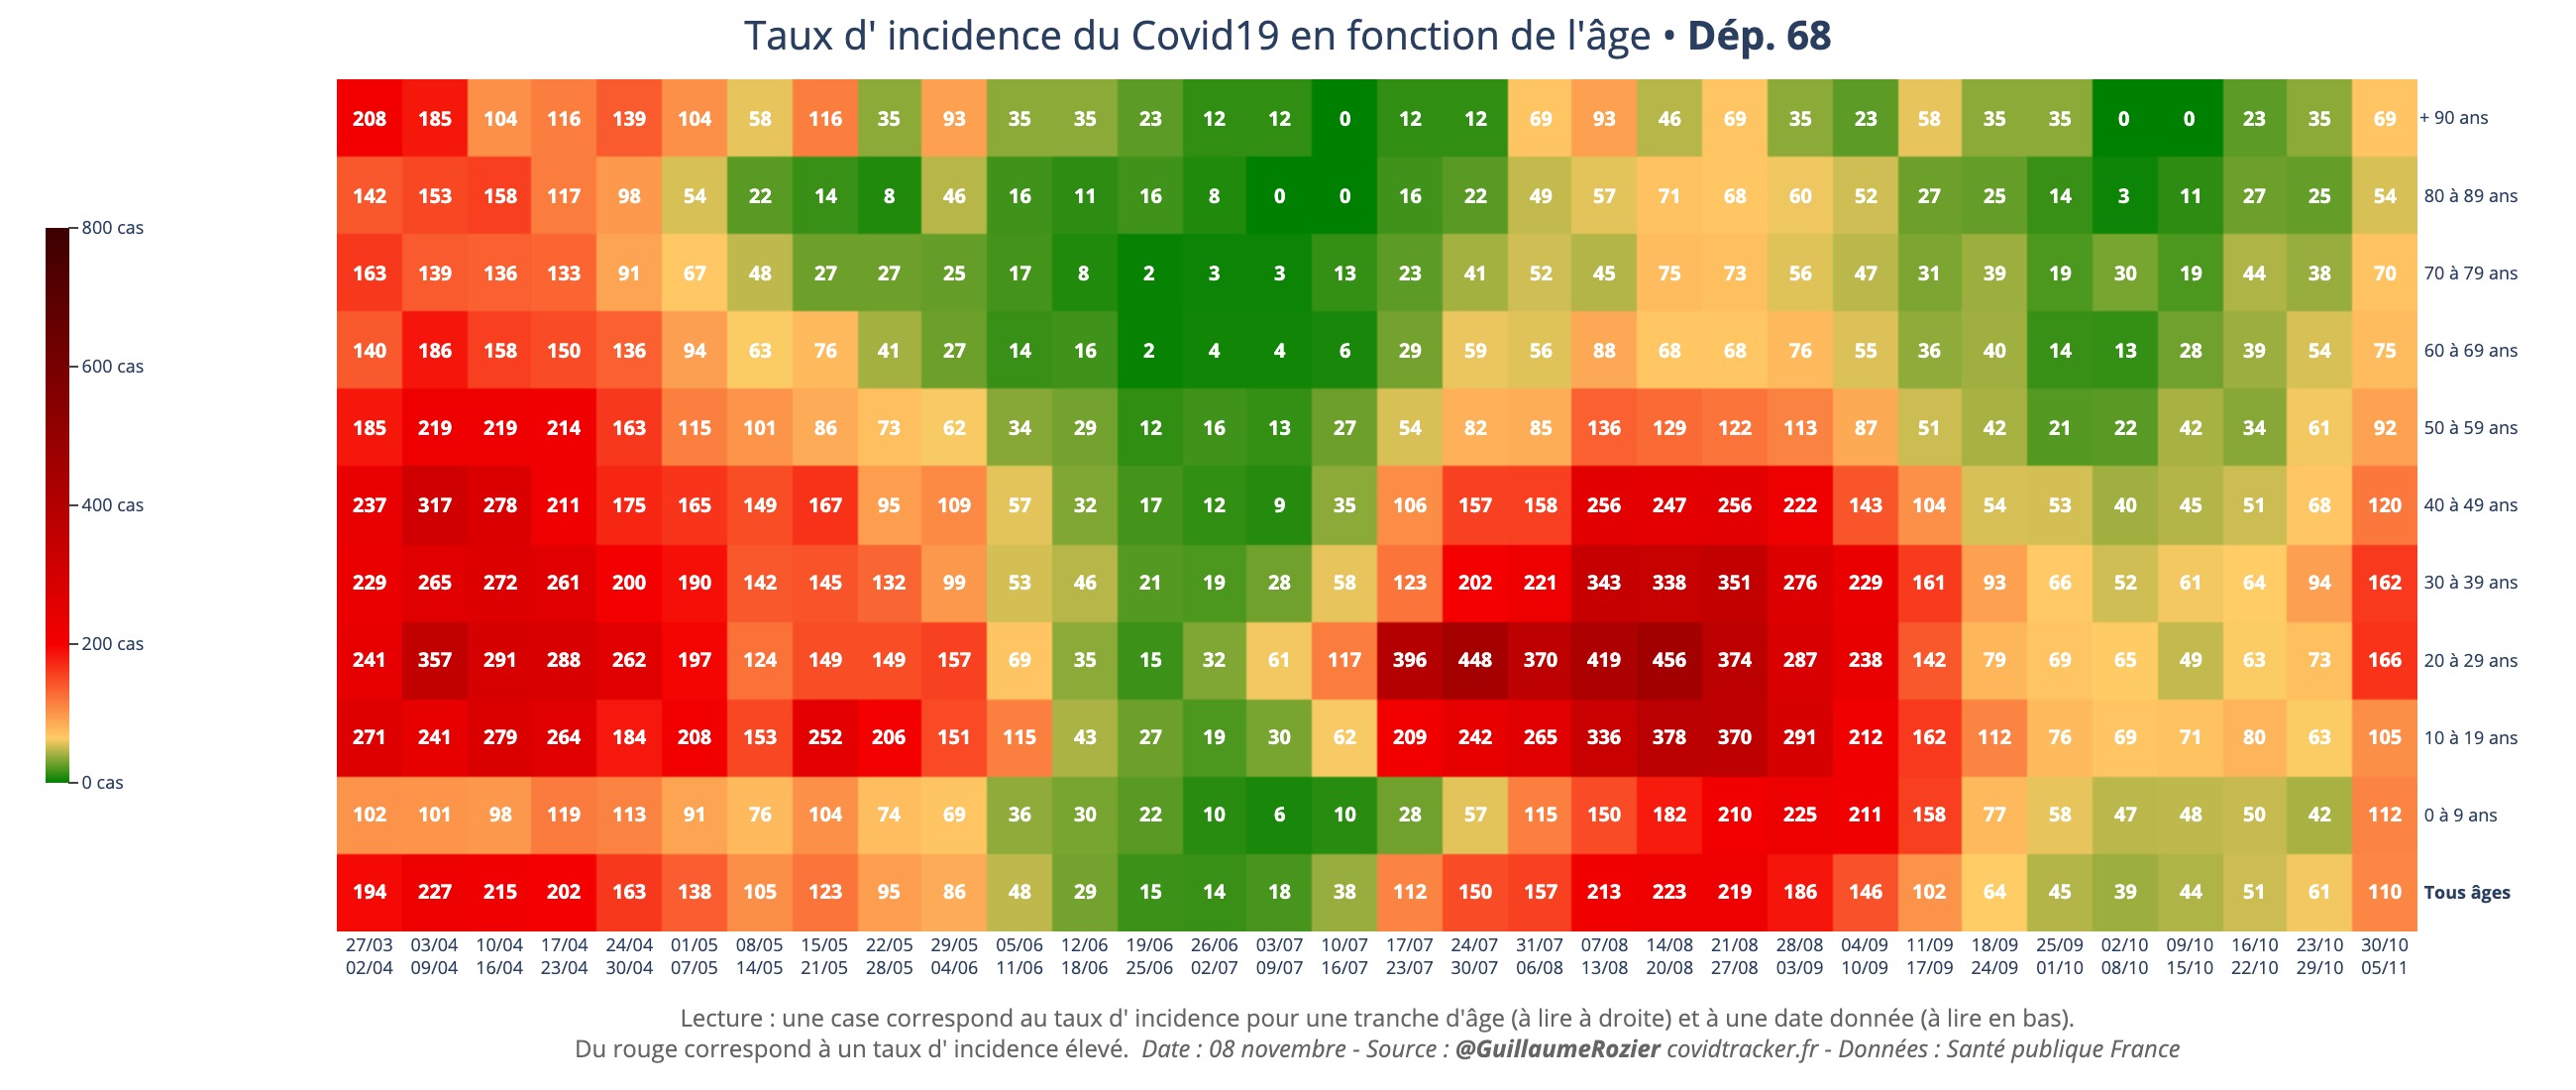 Taux d' incidence du Covid19 en fonction de l'âge • Dép. 68
208 185 104 116 139 104 58 116 35 93 35 35 23 12 12 0 12 12 69 93 46 69 35 23 58 35 35 0 0 23 35 69 + 90 ans
142 153 158 117 98 54 22 14 8 46 16 11 16 8 0 0 16 22 49 57 71 68 60 52 27 25 14 3 11 27 25 54 80 à 89 ans
800 cas
163 139 136 133 91 67 48 27 27 25 17 8 2 3 3 13 23 41 52 45 75 73 56 47 31 39 19 30 19 44 38 70 70 à 79 ans
140 186 158 150 136 94 63 76 41 27 14 16 2 4 4 6 29 59 56 88 68 68 76 55 36 40 14 13 28 39 54 75 60 à 69 ans
600 cas
185 219 219 214 163 115 101 86 73 62 34 29 12 16 13 27 54 82 85 136 129 122 113 87 51 42 21 22 42 34 61 92 50 à 59 ans
400 cas
237 317 278 211 175 165 149 167 95 109 57 32 17 12 9 35 106 157 158 256 247 256 222 143 104 54 53 40 45 51 68 120 40 à 49 ans
229 265 272 261 200 190 142 145 132 99 53 46 21 19 28 58 123 202 221 343 338 351 276 229 161 93 66 52 61 64 94 162 30 à 39 ans
200 cas
241 357 291 288 262 197 124 149 149 157 69 35 15 32 61 117 396 448 370 419 456 374 287 238 142 79 69 65 49 63 73 166 20 à 29 ans
271 241 279 264 184 208 153 252 206 151 115 43 27 19 30 62 209 242 265 336 378 370 291 212 162 112 76 69 71 80 63 105 10 à 19 ans
0 cas
102 101 98 119 113 91 76 104 74 69 36 30 22 10 6 10 28 57 115 150 182 210 225 211 158 77 58 47 48 50 42 112 0 à 9 ans
194 227 215 202 163 138 105 123 95 86 48 29 15 14 18 38 112 150 157 213 223 219 186 146 102 64 45 39 44 51 61 110 Tous âges
27/03 03/04 10/04 17/04 24/04 01/05 08/05 15/05 22/05 29/05 05/06 12/06 19/06 26/06 03/07 10/07 17/07 24/07 31/07 07/08 14/08 21/08 28/08 04/09 11/09 18/09 25/09 02/10 09/10 16/10 23/10 30/10
02/04 09/04 16/04 23/04 30/04 07/05 14/05 21/05 28/05 04/06 11/06 18/06 25/06 02/07 09/07 16/07 23/07 30/07 06/08 13/08 20/08 27/08 03/09 10/09 17/09 24/09 01/10 08/10 15/10 22/10 29/10 05/11
Lecture : une case correspond au taux d' incidence pour une tranche d'âge (à lire à droite) et à une date donnée (à lire en bas).
Du rouge correspond à un taux d' incidence élevé. Date : 08 novembre - Source : @GuillaumeRozier covidtracker.fr - Données : Santé publique France